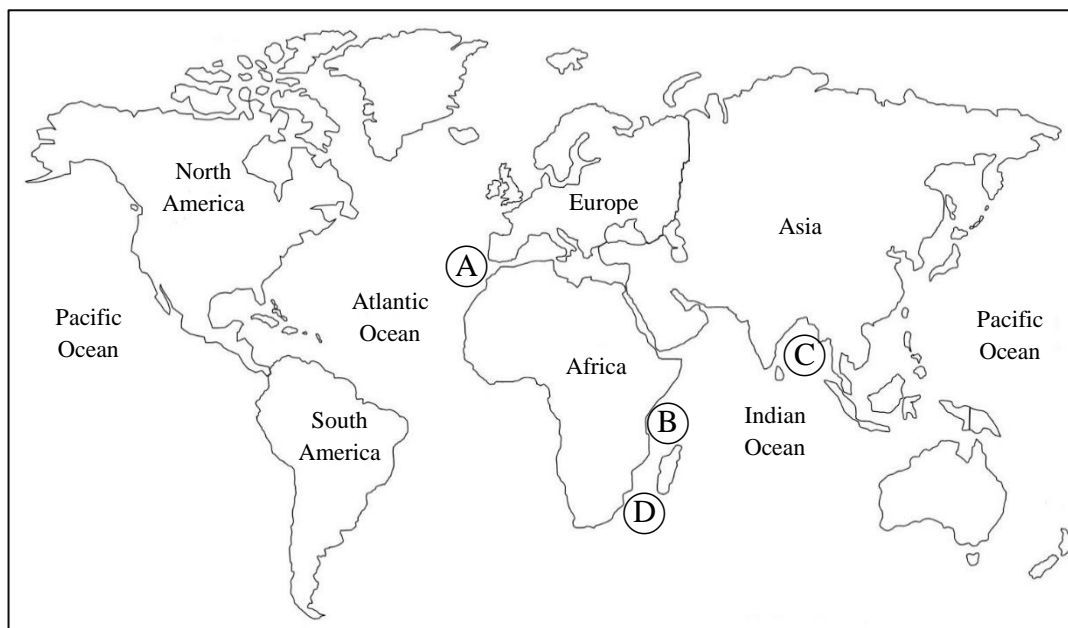 North
America
Europe
Asia
A
Atlantic
Ocean
Pacific
Ocean
Pacific
Ocean
C
Africa
B
Indian
Ocean
South
America
D